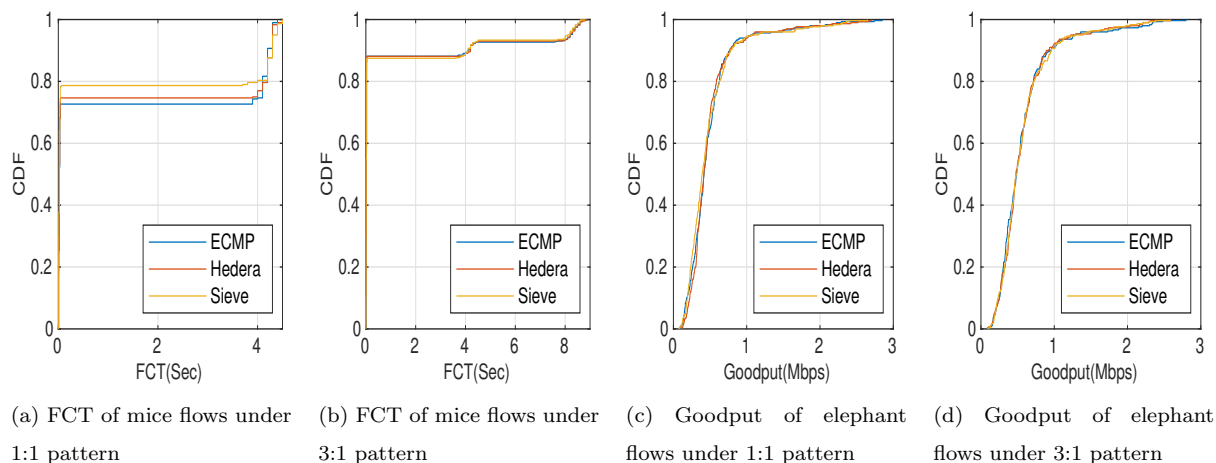 1
0.8
0.6
0.4
0.2
0
CDF
ECMP
Hedera
Sieve
0 2 4
FCT(Sec)
1
0.8
0.6
0.4
0.2
0
CDF
ECMP
Hedera
Sieve
0 2 4 6 8
FCT(Sec)
1
0.8
0.6
0.4
0.2
0
CDF
ECMP
Hedera
Sieve
0 1 2 3
Goodput(Mbps)
1
0.8
0.6
0.4
0.2
0
CDF
ECMP
Hedera
Sieve
0 1 2 3
Goodput(Mbps)
(a) FCT of mice flows under
1:1 pattern
(b) FCT of mice flows under
3:1 pattern
(c) Goodput of elephant
flows under 1:1 pattern
(d) Goodput of elephant
flows under 3:1 pattern